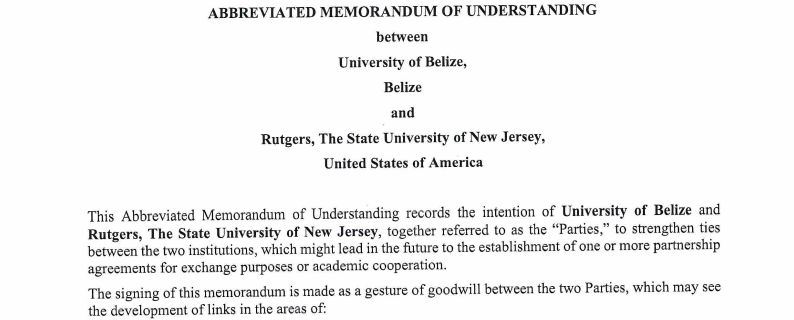 ABBREVIATED MEMORANDUM OF UNDERSTANDING
between
University of Belize,
Belize
and
Rutgers, The State University of New Jersey,
United States of America
This Abbreviated Memorandum of Understanding records the intention of University of Belize and
Rutgers, The State University of New Jersey, together referred to as the “Parties,” to strengthen ties
between the two institutions, which might lead in the future to the establishment of one or more partnership
agreements for exchange purposes or academic cooperation.
The signing of this memorandum is made as a gesture of goodwill between the two Parties, which may see
the development of links in the areas of: